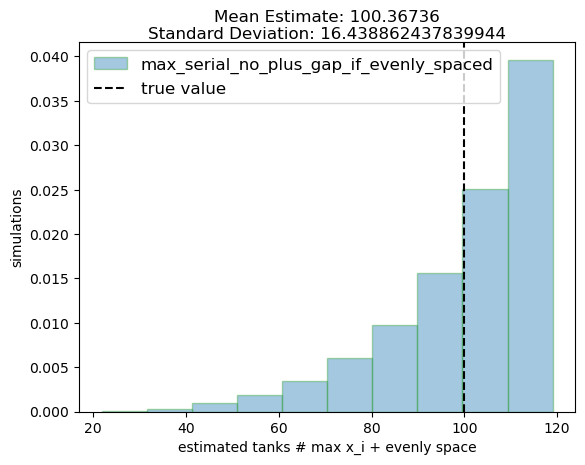 Mean Estimate: 100.36736
Standard Deviation: 16.438862437839944
max_serial_no_plus_gap_if_evenly_spaced
true value
0.040
0.035
0.030
0.025
0.020
0.015
0.010
0.005
0.000
simulations
20 40 60 80 100 120
estimated tanks # max x_i + evenly space